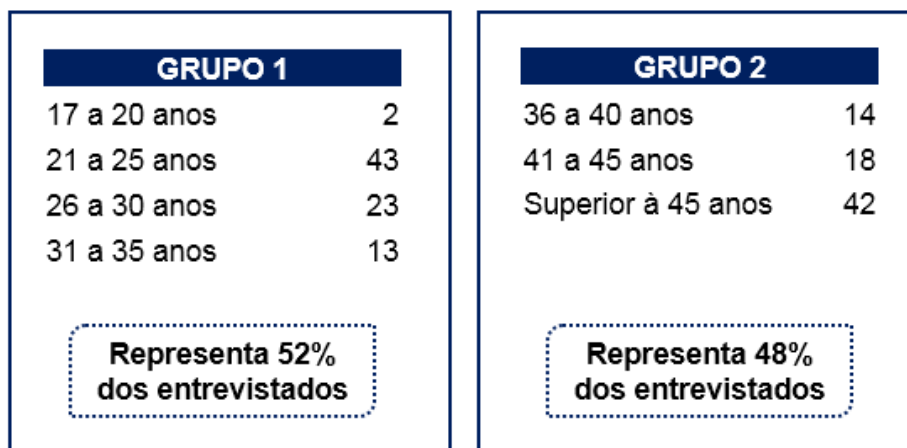 GRUPO 1
17 a 20 anos 2
21 a 25 anos 43
26 a 30 anos 23
31 a 35 anos 13
Representa 52%
dos entrevistados
GRUPO 2
36 a 40 anos 14
41 a 45 anos 18
Superior à 45 anos 42
Representa 48%
dos entrevistados